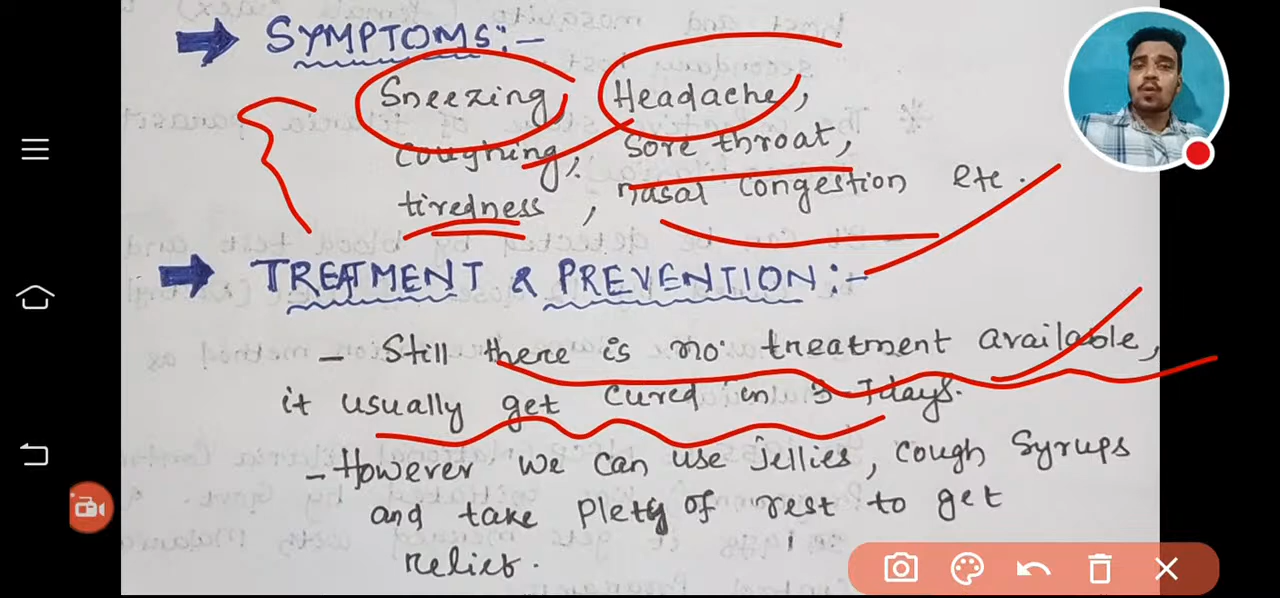 SYMPTOMS:-
Sneezing, Headache,
coughing, sore throat,
tiredness, nasal congestion etc.
TREATMENT & PREVENTION:-
- Still there is no treatment available,
it usually get cured in 3-7days.
- However we can use Jellies, cough syrups
and take plety of rest to get
relief.